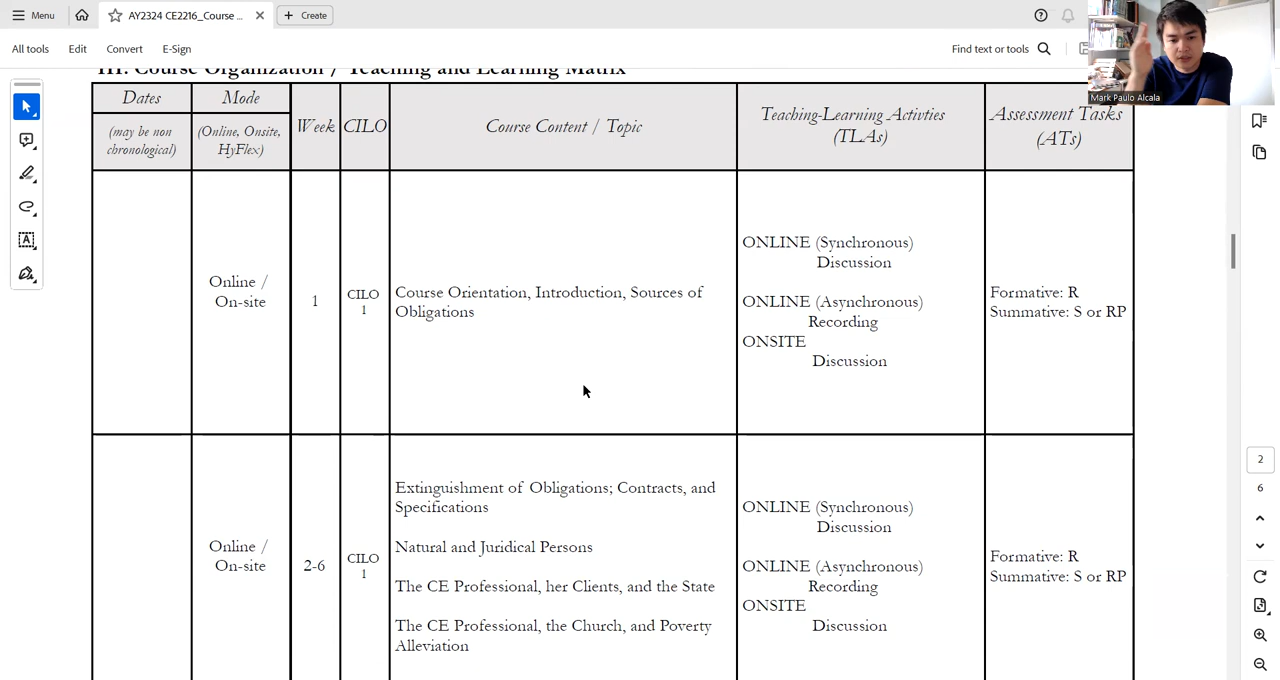 Menu
AY2324 CE2216_Course ...
Create
All tools
Edit
Convert
E-Sign
Find text or tools
Mark Paulo Alcala
III. Course Organization / Teaching and Learning Matrix
Dates
(may be non
chronological)
Mode
(Online, Onsite,
HyFlex)
Week
CILO
Course Content / Topic
Teaching-Learning Activties
(TLAs)
Assessment Tasks
(ATs)
Online /
On-site
1
CILO
1
Course Orientation, Introduction, Sources of
Obligations
ONLINE (Synchronous)
Discussion
ONLINE (Asynchronous)
Recording
ONSITE
Discussion
Formative: R
Summative: S or RP
Online /
On-site
2-6
CILO
1
Extinguishment of Obligations; Contracts, and
Specifications
Natural and Juridical Persons
The CE Professional, her Clients, and the State
The CE Professional, the Church, and Poverty
Alleviation
ONLINE (Synchronous)
Discussion
ONLINE (Asynchronous)
Recording
ONSITE
Discussion
Formative: R
Summative: S or RP
2
6